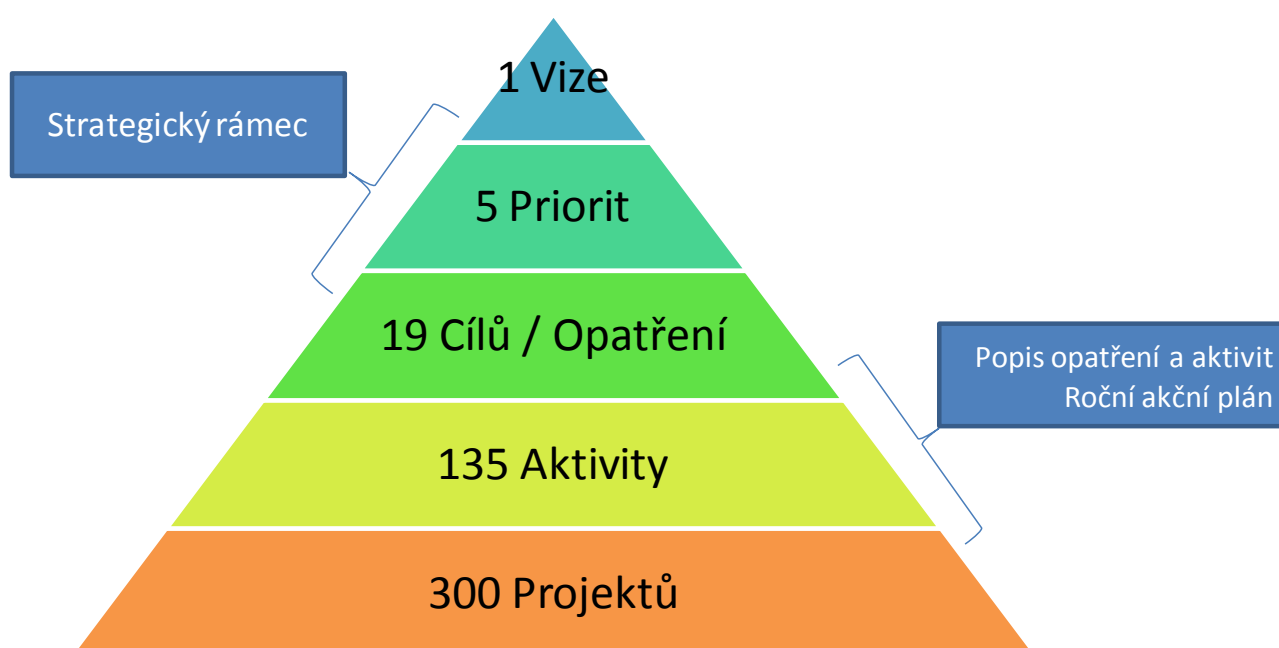 1 Vize
Strategický rámec
5 Priorit
19 Cílů / Opatření
Popis opatření a aktivit
Roční akční plán
135 Aktivity
300 Projektů